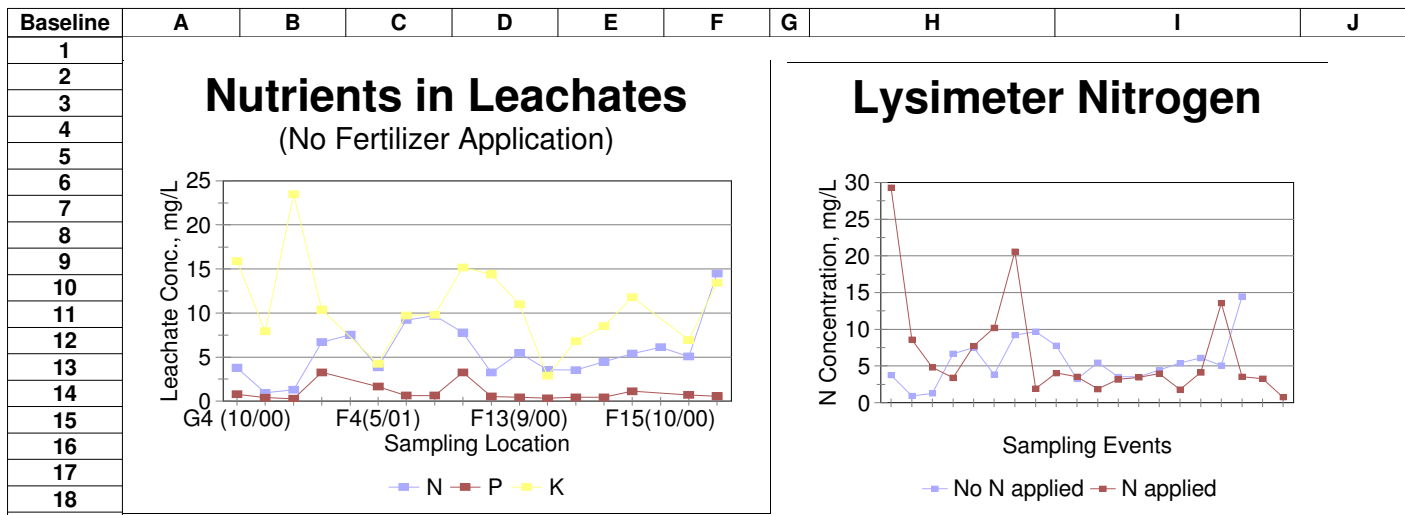 Baseline A B C D E F G H I J
1
2
3
4
5
6
7
8
9
10
11
12
13
14
15
16
17
18
Nutrients in Leachates
(No Fertilizer Application)
Leachate Conc., mg/L
25
20
15
10
5
0
G4 (10/00) F4(5/01) F13(9/00) F15(10/00)
Sampling Location
N P K
Lysimeter Nitrogen
N Concentration, mg/L
30
25
20
15
10
5
0
Sampling Events
No N applied N applied